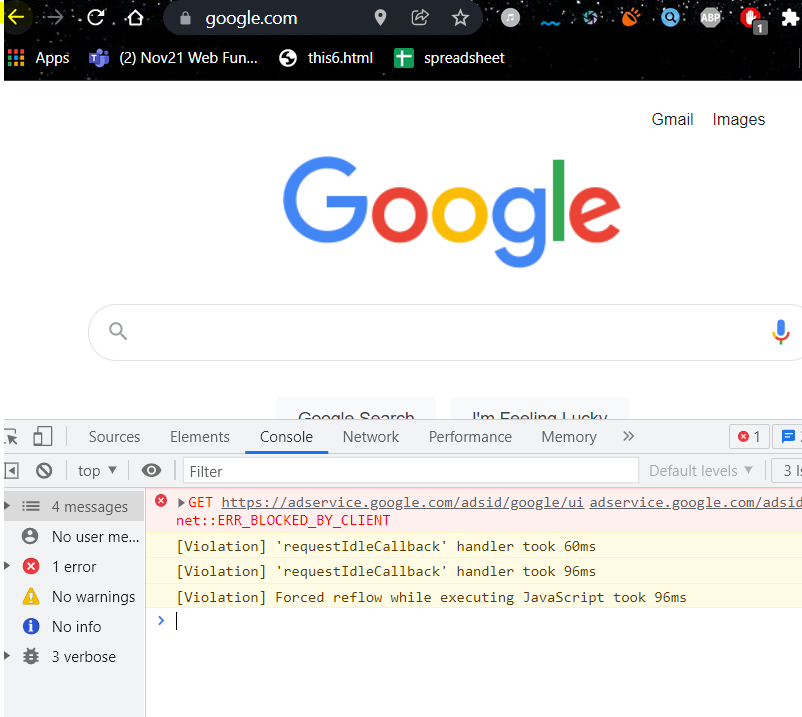 google.com
ABP
1
Apps
(2) Nov21 Web Fun...
this6.html
spreadsheet
Gmail Images
Google
Google Search I'm Feeling Lucky
Sources Elements Console Network Performance Memory 1
top Filter Default levels
4 messages
No user me...
1 error
No warnings
No info
3 verbose
GET https://adservice.google.com/adsid/google/ui adservice.google.com/adsid
net::ERR_BLOCKED_BY_CLIENT
[Violation] 'requestIdleCallback' handler took 60ms
[Violation] 'requestIdleCallback' handler took 96ms
[Violation] Forced reflow while executing JavaScript took 96ms